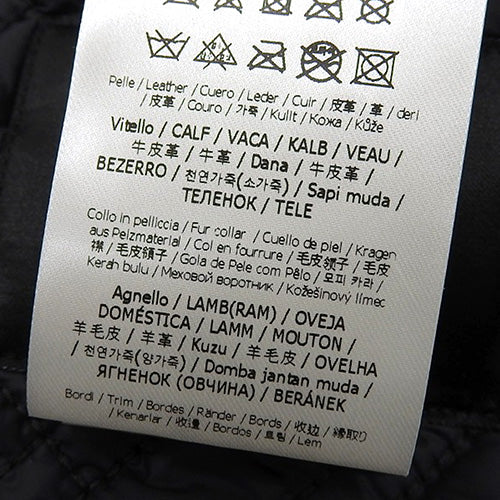 Pelle / Leather / Cuero / Leder / Cuir / 皮革 / 革 / deri
/ 皮革 / Couro / 가죽 / Kulit / Кожа / Kůže
Vitello / CALF / VACA / KALB / VEAU /
牛皮革 / 牛革 / Dana / 牛皮革 /
BEZERRO / 천연가죽(소가죽) / Sapi muda /
ТЕЛЕНОК / TELE
Collo in pelliccia / Fur collar / Cuello de piel / Kragen
aus Pelzmaterial / Col en fourrure / 毛皮領子 / 毛皮
襟 / 毛皮領子 / Gola de Pele com Pêlo / 모피 카라 /
Kerah bulu / Меховой воротник / Kožešinový límec
Agnello / LAMB(RAM) / OVEJA
DOMÉSTICA / LAMM / MOUTON /
羊毛皮 / 羊革 / Kuzu / 羊毛皮 / OVELHA
/ 천연가죽(양가죽) / Domba jantan muda /
ЯГНЕНОК (ОВЧИНА) / BERÁNEK
Bordi / Trim / Bordes / Ränder / Bords / 收边 / 縁取り
/ Kenarlar / 收邊 / Bordos / 트림 / Lem